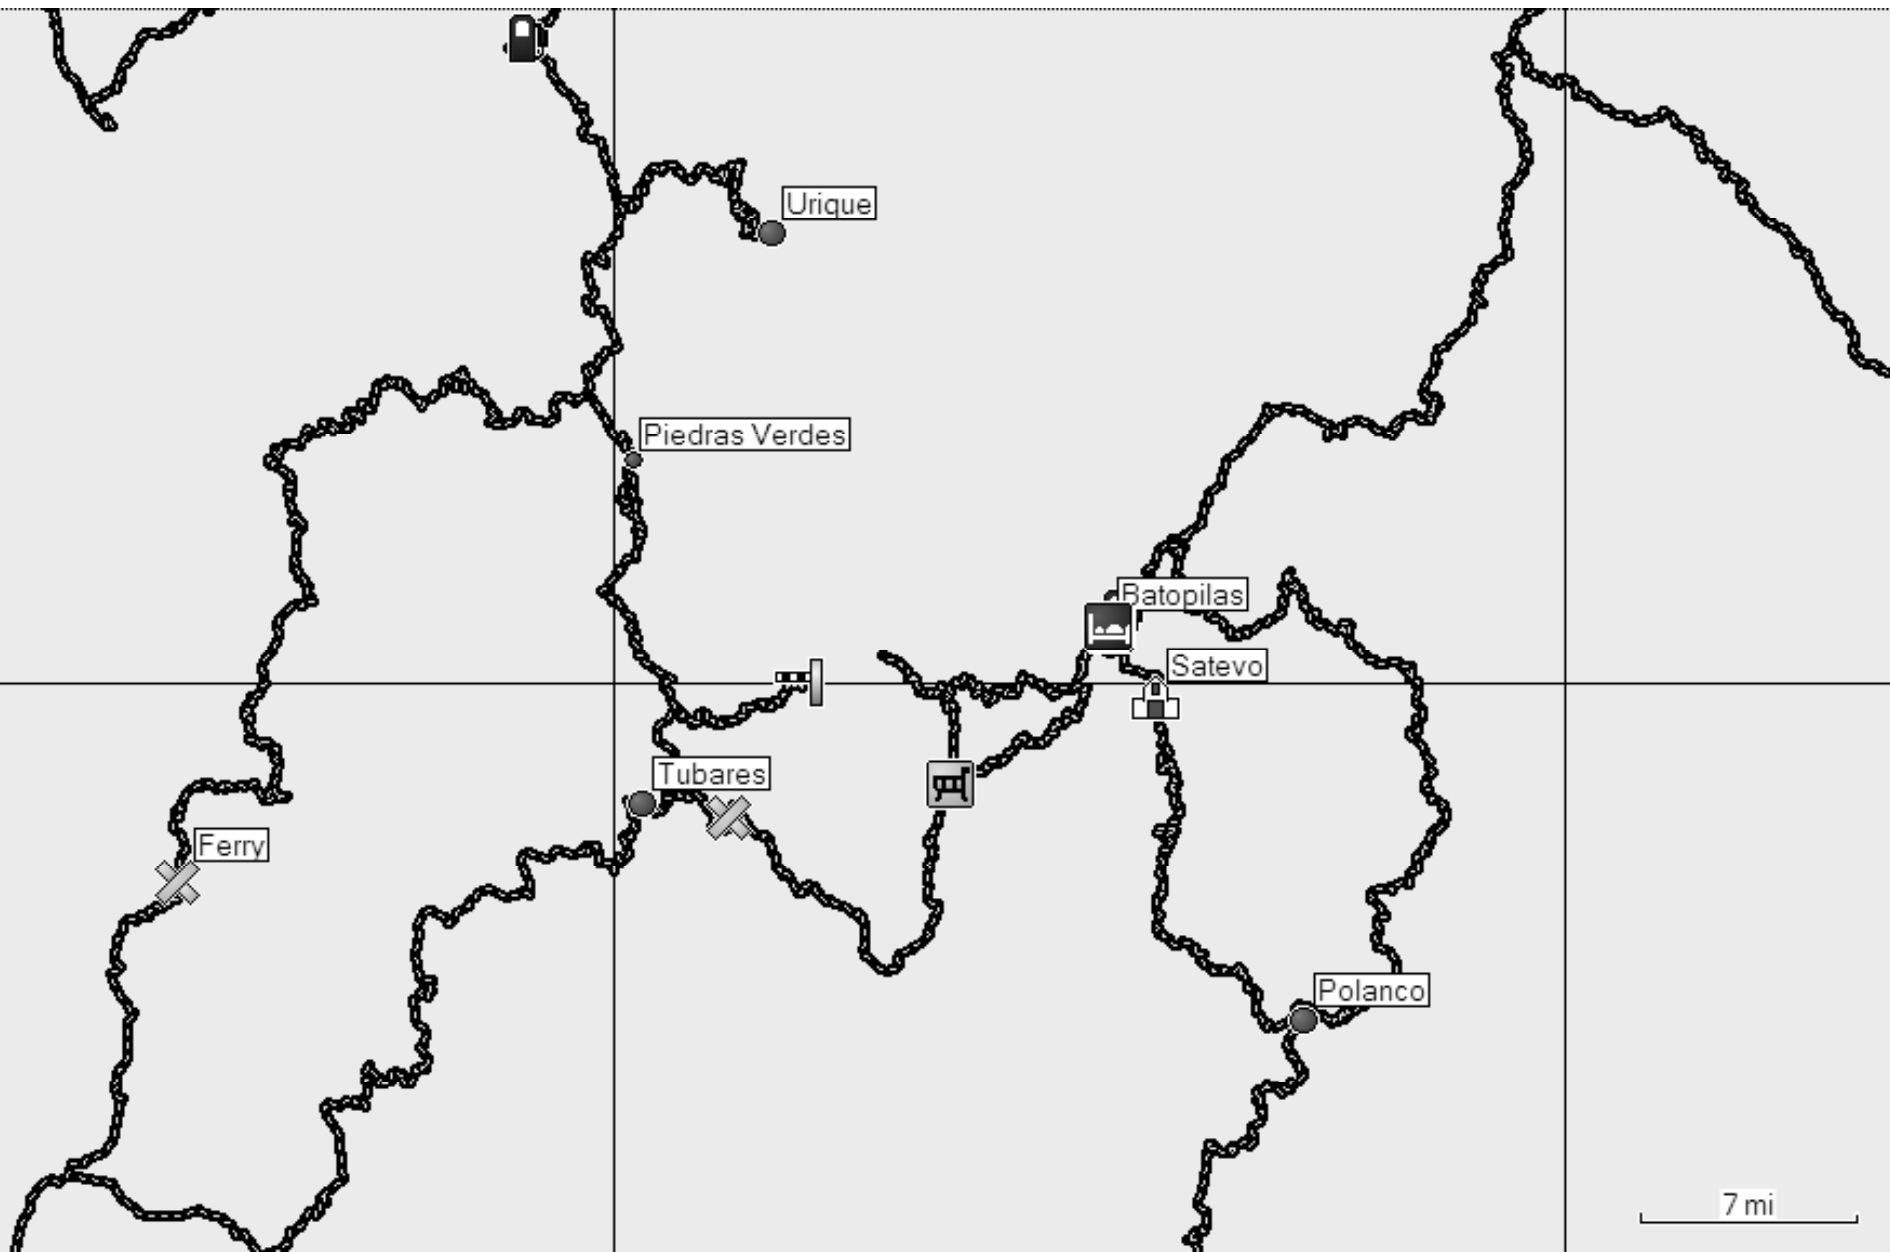 Urique
Piedras Verdes
Batopilas
Satevo
Tubares
Ferry
Polanco
7 mi